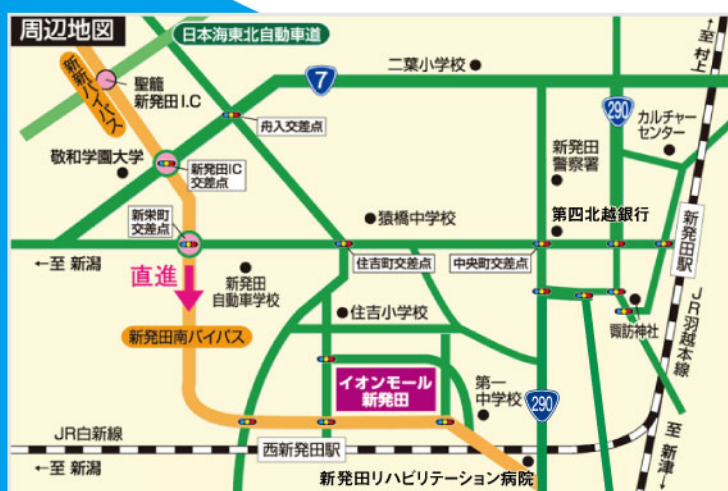 周辺地図
日本海東北自動車道
←至 村上
新新バイパス
聖籠
新発田I.C
7
二葉小学校
290
カルチャー
センター
舟入交差点
敬和学園大学
新発田IC
交差点
新発田
警察署
新栄町
交差点
猿橋中学校
第四北越銀行
新発田駅
←至 新潟
直進
新発田
自動車学校
住吉町交差点
中央町交差点
住吉小学校
諏訪神社
JR羽越本線
新発田南バイパス
イオンモール
新発田
第一
中学校
290
JR白新線
西新発田駅
←至 新潟
新発田リハビリテーション病院
至 新津→